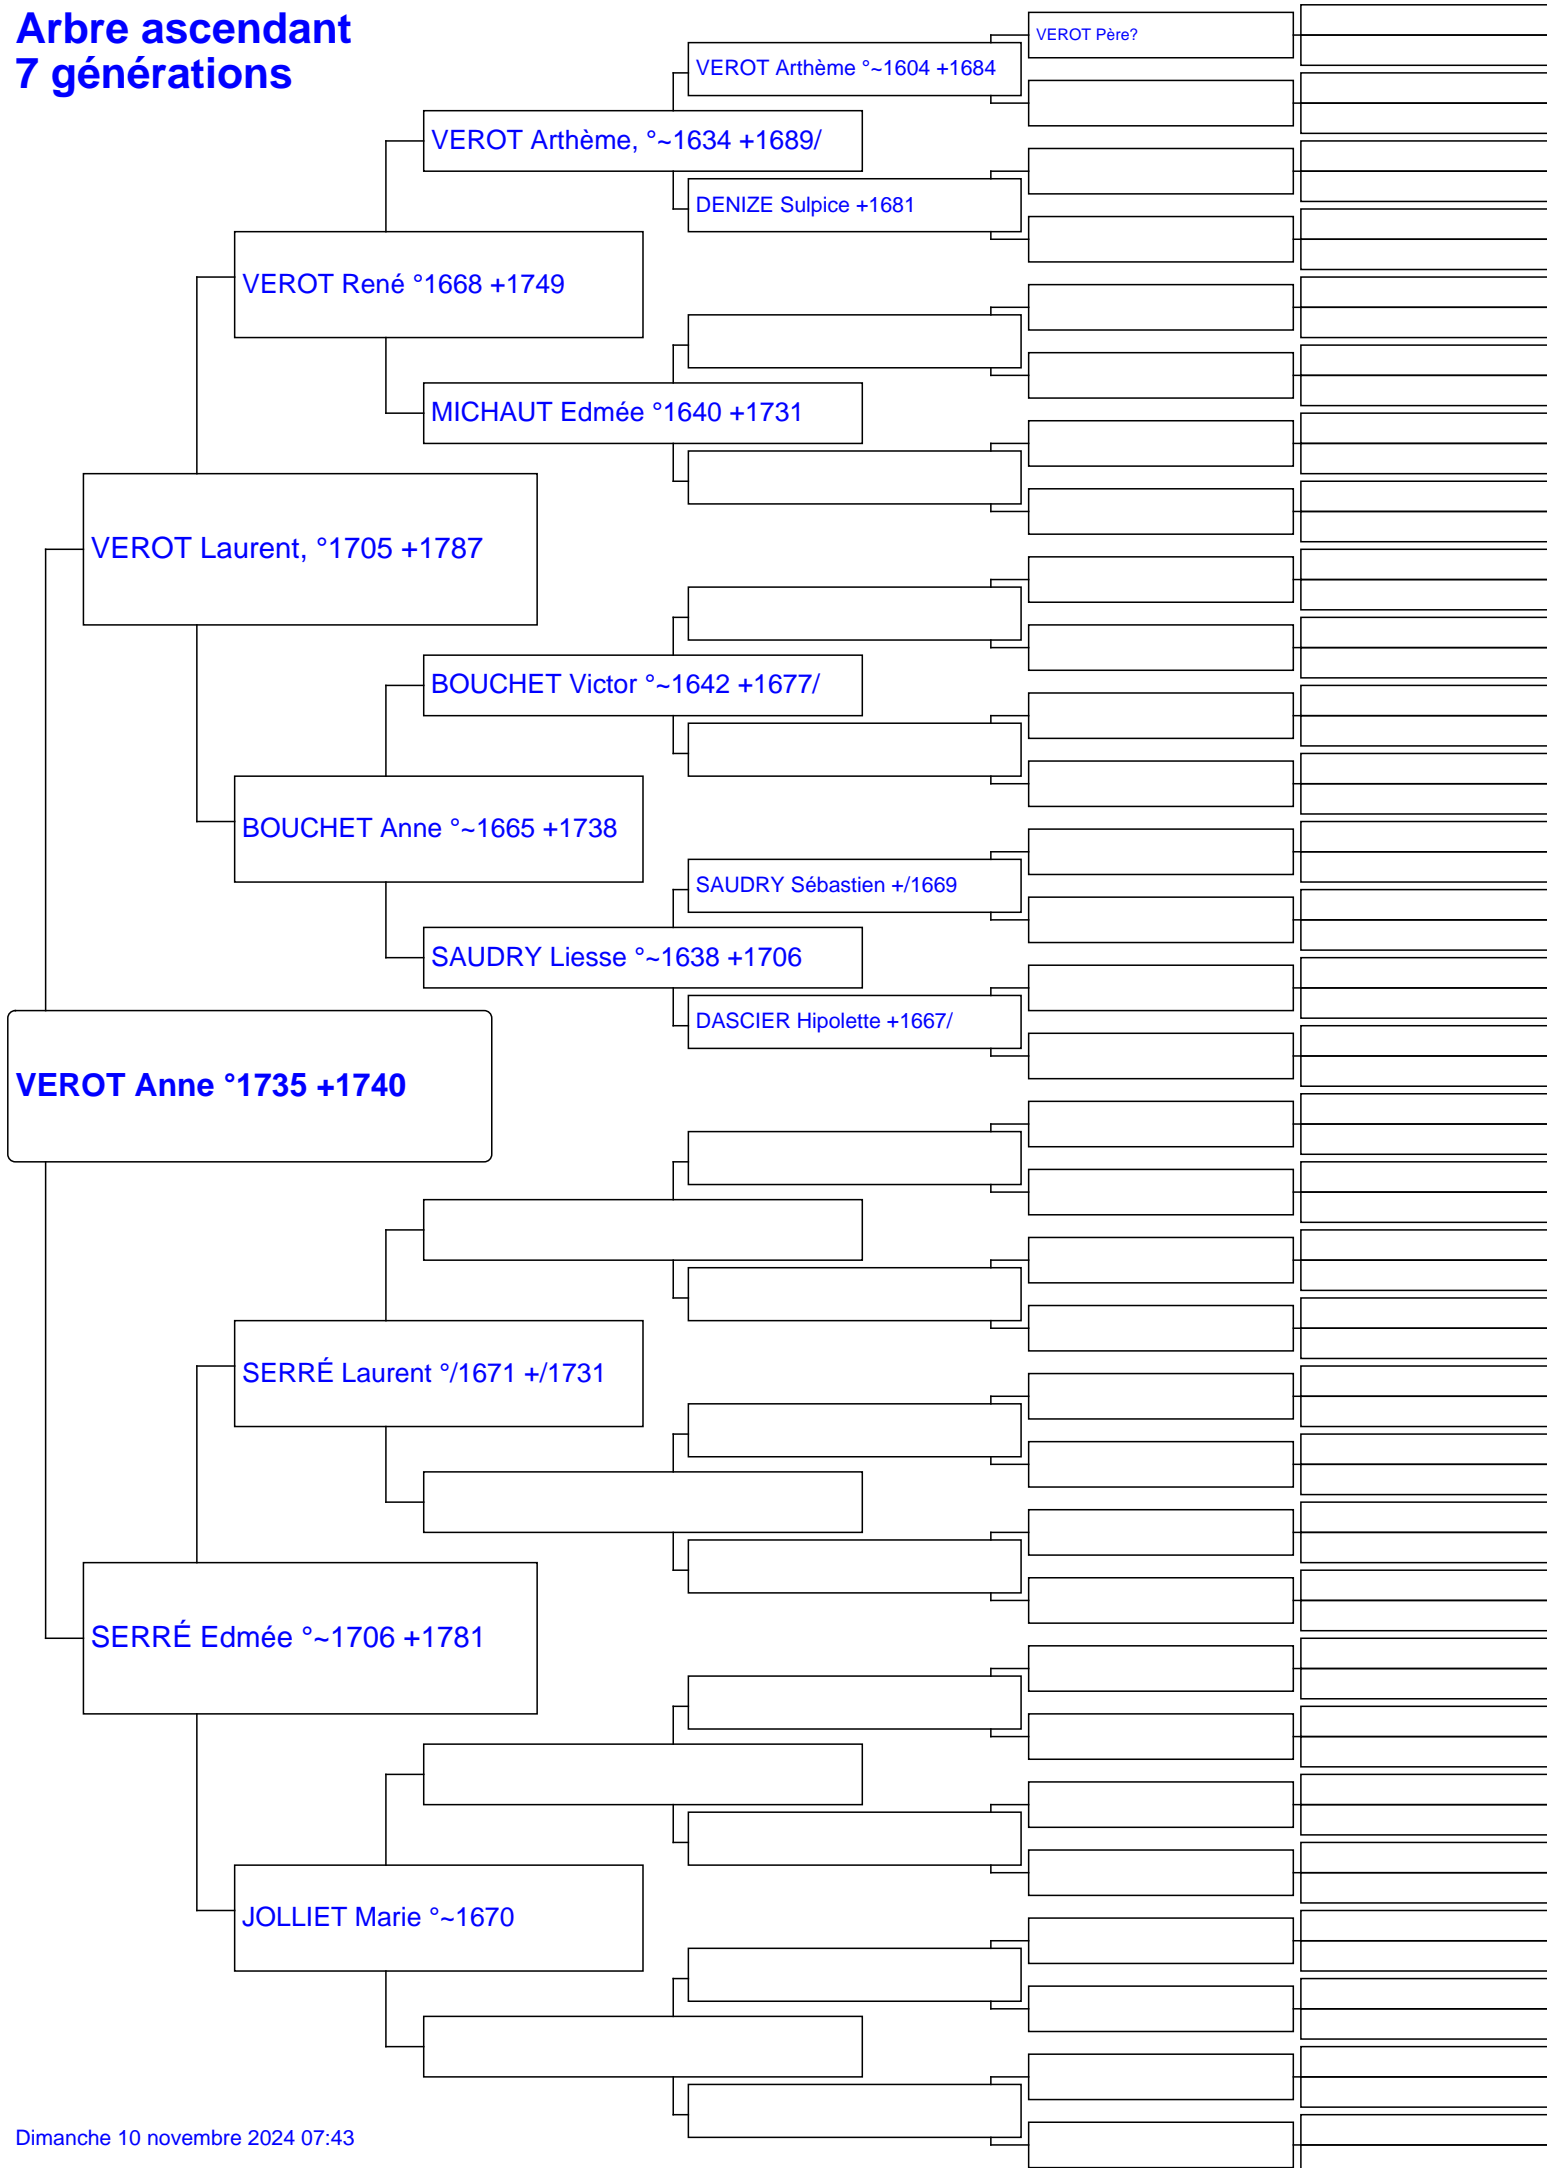 Arbre ascendant
7 générations
VEROT Père?
VEROT Arthème °~1604 +1684
VEROT Arthème, °~1634 +1689/
DENIZE Sulpice +1681
VEROT René °1668 +1749
MICHAUT Edmée °1640 +1731
VEROT Laurent, °1705 +1787
BOUCHET Victor °~1642 +1677/
BOUCHET Anne °~1665 +1738
SAUDRY Sébastien +/1669
SAUDRY Liesse °~1638 +1706
DASCIER Hipolette +1667/
VEROT Anne °1735 +1740
SERRÉ Laurent °/1671 +/1731
SERRÉ Edmée °~1706 +1781
JOLLIET Marie °~1670
Dimanche 10 novembre 2024 07:43